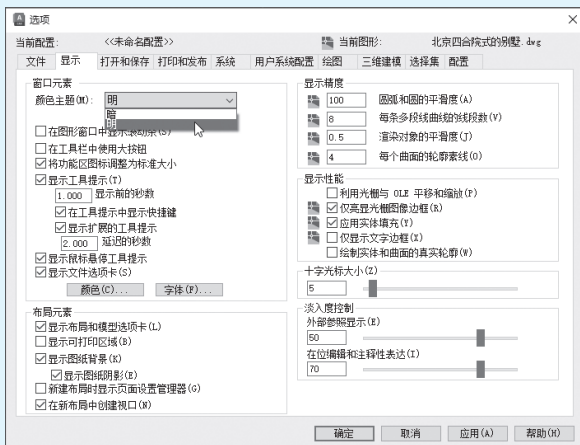 选项
当前配置: <<未命名配置>> 当前图形: 北京四合院式的别墅.dwg
文件 显示 打开和保存 打印和发布 系统 用户系统配置 绘图 三维建模 选择集 配置
窗口元素
颜色主题(M): 明
暗
明
在图形窗口中显示滚动条(S)
在工具栏中使用大按钮
将功能区图标调整为标准大小
显示工具提示(T)
1.000 显示前的秒数
在工具提示中显示快捷键
显示扩展的工具提示
2.000 延迟的秒数
显示鼠标悬停工具提示
显示文件选项卡(S)
颜色(C)... 字体(F)...
布局元素
显示布局和模型选项卡(L)
显示可打印区域(B)
显示图纸背景(K)
显示图纸阴影(E)
新建布局时显示页面设置管理器(G)
在新布局中创建视口(N)
显示精度
100 圆弧和圆的平滑度(A)
8 每条多段线曲线的线段数(V)
0.5 渲染对象的平滑度(J)
4 每个曲面的轮廓素线(O)
显示性能
利用光栅与 OLE 平移和缩放(P)
仅亮显光栅图像边框(R)
应用实体填充(Y)
仅显示文字边框(X)
绘制实体和曲面的真实轮廓(W)
十字光标大小(Z)
5
淡入度控制
外部参照显示(E)
50
在位编辑和注释性表达(I)
70
确定 取消 应用(A) 帮助(H)